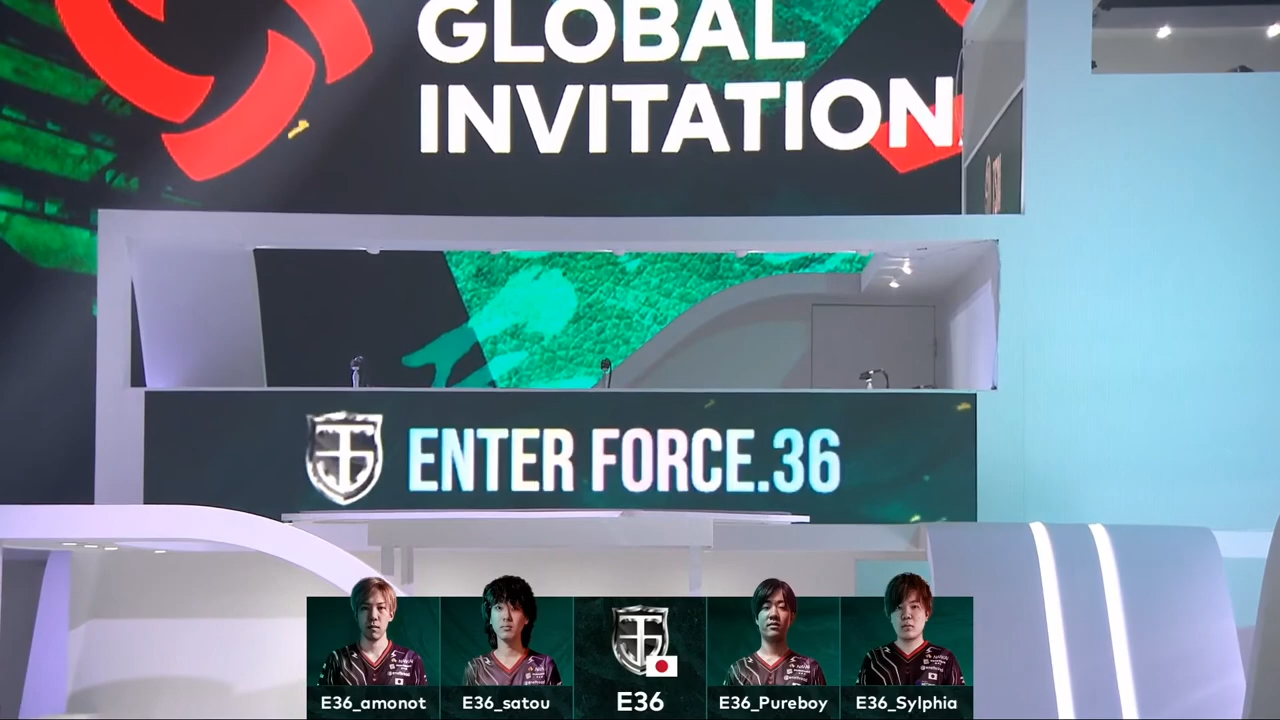 GLOBAL
INVITATION
ENTER FORCE.36
E36_amonot
E36_satou
E36
E36_Pureboy
E36_Sylphia